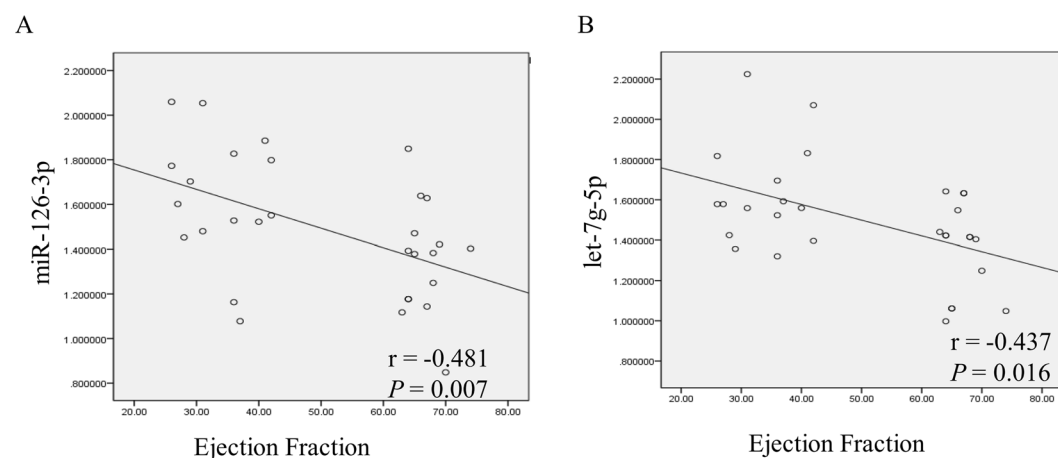 A
B
2.200000
2.000000
1.800000
1.600000
1.400000
1.200000
1.000000
.800000
miR-126-3p
r = -0.481
P = 0.007
20.00 30.00 40.00 50.00 60.00 70.00 80.00
Ejection Fraction
2.200000
2.000000
1.800000
1.600000
1.400000
1.200000
1.000000
.800000
let-7g-5p
r = -0.437
P = 0.016
20.00 30.00 40.00 50.00 60.00 70.00 80.00
Ejection Fraction